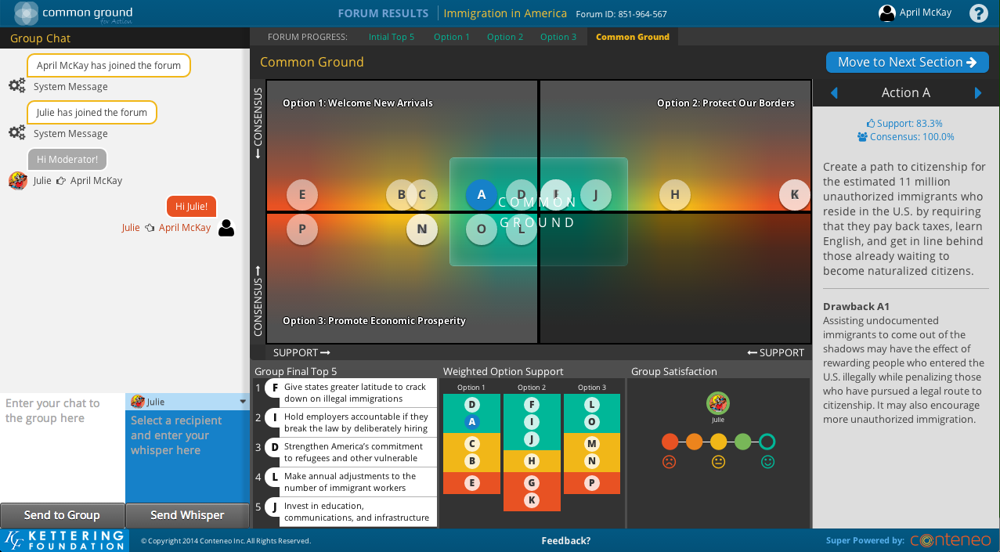 common ground
for Action
FORUM RESULTS
Immigration in America
Forum ID: 851-964-567
April McKay
?
Group Chat
April McKay has joined the forum
System Message
Julie has joined the forum
System Message
Hi Moderator!
Julie April McKay
Hi Julie!
Julie April McKay
Enter your chat to
the group here
Julie
Select a recipient
and enter your
whisper here
Send to Group
Send Whisper
FORUM PROGRESS:
Intial Top 5
Option 1
Option 2
Option 3
Common Ground
Common Ground
Move to Next Section
CONSENSUS
CONSENSUS
Option 1: Welcome New Arrivals
Option 2: Protect Our Borders
E
B
C
A
D
J
H
K
COMMON
GROUND
P
N
O
L
Option 3: Promote Economic Prosperity
SUPPORT
SUPPORT
Group Final Top 5
1 F Give states greater latitude to crack
down on illegal immigrations
2 I Hold employers accountable if they
break the law by deliberately hiring
3 D Strengthen America's commitment
to refugees and other vulnerable
4 L Make annual adjustments to the
number of immigrant workers
5 J Invest in education,
communications, and infrastructure
Weighted Option Support
Option 1
D
A
C
B
E
Option 2
F
I
J
H
G
K
Option 3
L
O
M
N
P
Group Satisfaction
Julie
Action A
Support: 83.3%
Consensus: 100.0%
Create a path to citizenship for
the estimated 11 million
unauthorized immigrants who
reside in the U.S. by requiring
that they pay back taxes, learn
English, and get in line behind
those already waiting to
become naturalized citizens.
Drawback A1
Assisting undocumented
immigrants to come out of the
shadows may have the effect of
rewarding people who entered the
U.S. illegally while penalizing those
who have pursued a legal route to
citizenship. It may also encourage
more unauthorized immigration.
KETTERING
FOUNDATION
© Copyright 2014 Conteneo Inc. All Rights Reserved.
Feedback?
Super Powered by:
conteneo